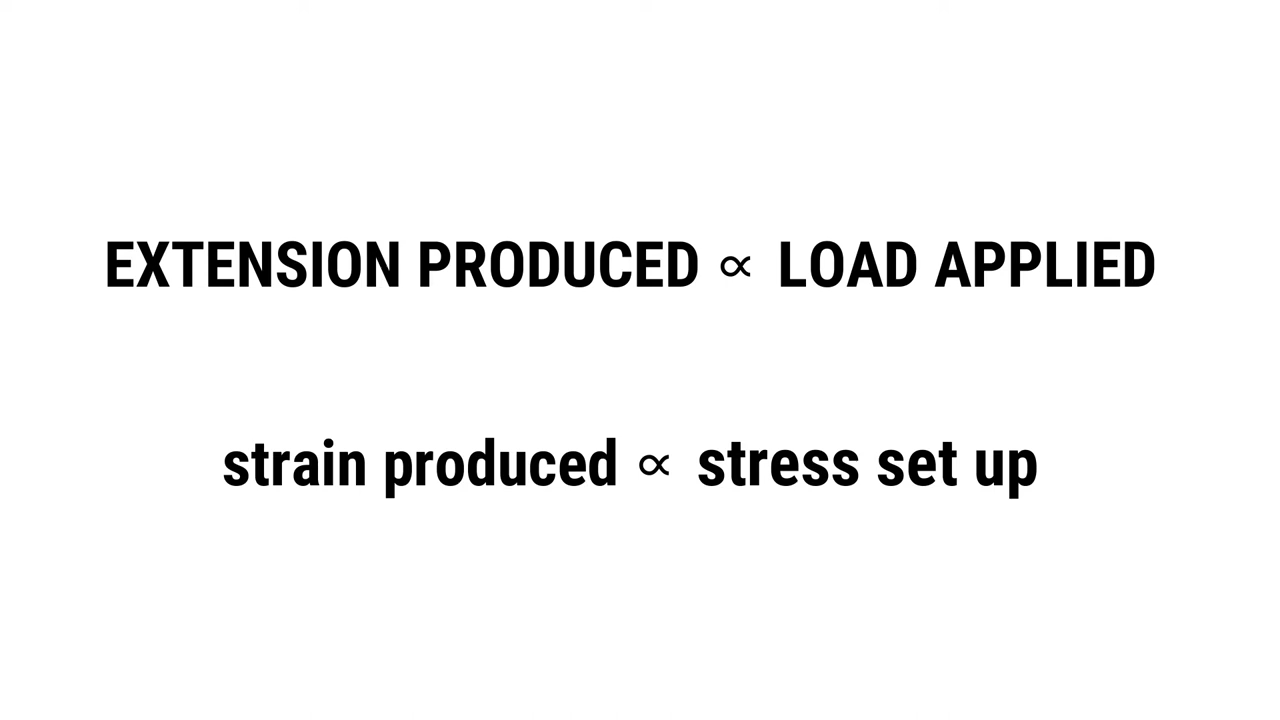 EXTENSION PRODUCED ∝ LOAD APPLIED
strain produced ∝ stress set up